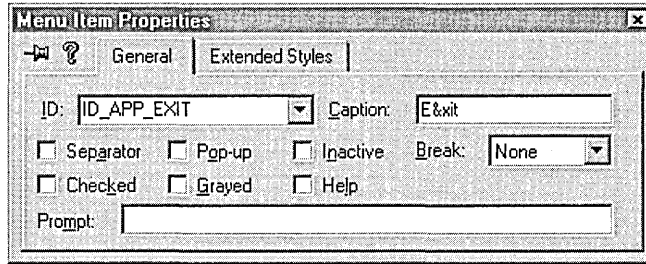 Menu Item Properties
General Extended Styles
ID: ID_APP_EXIT Caption: E&xit
Separator Pop-up Inactive Break: None
Checked Grayed Help
Prompt: